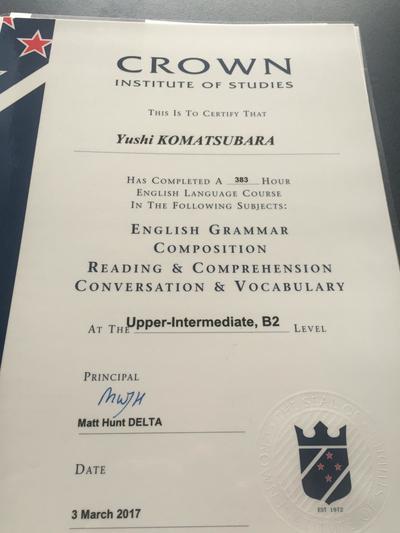 CROWN
INSTITUTE OF STUDIES
THIS IS TO CERTIFY THAT
Yushi KOMATSUBARA
HAS COMPLETED A 383 HOUR
ENGLISH LANGUAGE COURSE
IN THE FOLLOWING SUBJECTS:
ENGLISH GRAMMAR
COMPOSITION
READING & COMPREHENSION
CONVERSATION & VOCABULARY
AT THE Upper-Intermediate, B2 LEVEL
PRINCIPAL
Matt Hunt DELTA
DATE
3 March 2017
EST 1972